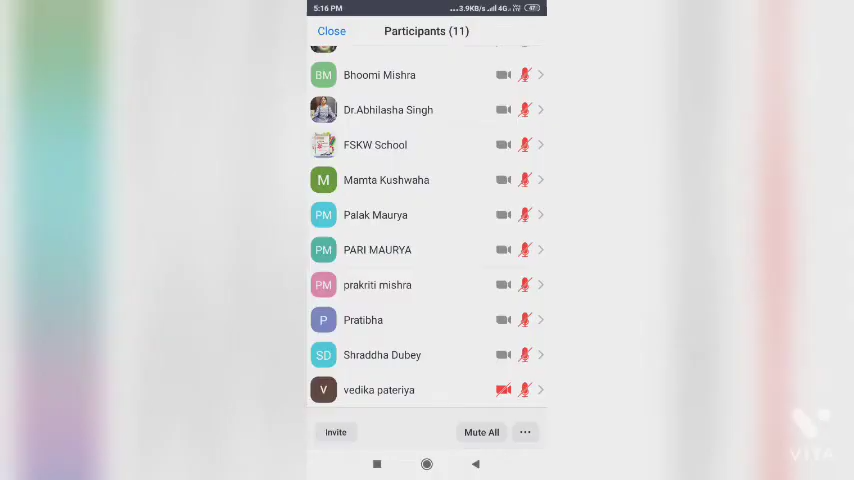 5:16 PM ...3.9KB/s 4G 47
Close Participants (11)
BM Bhoomi Mishra
Dr.Abhilasha Singh
FSKW School
M Mamta Kushwaha
PM Palak Maurya
PM PARI MAURYA
PM prakriti mishra
P Pratibha
SD Shraddha Dubey
V vedika pateriya
Invite Mute All ...
VITA